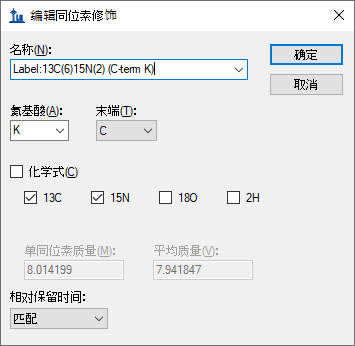 编辑同位素修饰
名称(N):
Label:13C(6)15N(2) (C-term K)
确定
取消
氨基酸(A):
末端(T):
K
C
化学式(C)
13C
15N
18O
2H
单同位素质量(M):
平均质量(V):
8.014199
7.941847
相对保留时间:
匹配